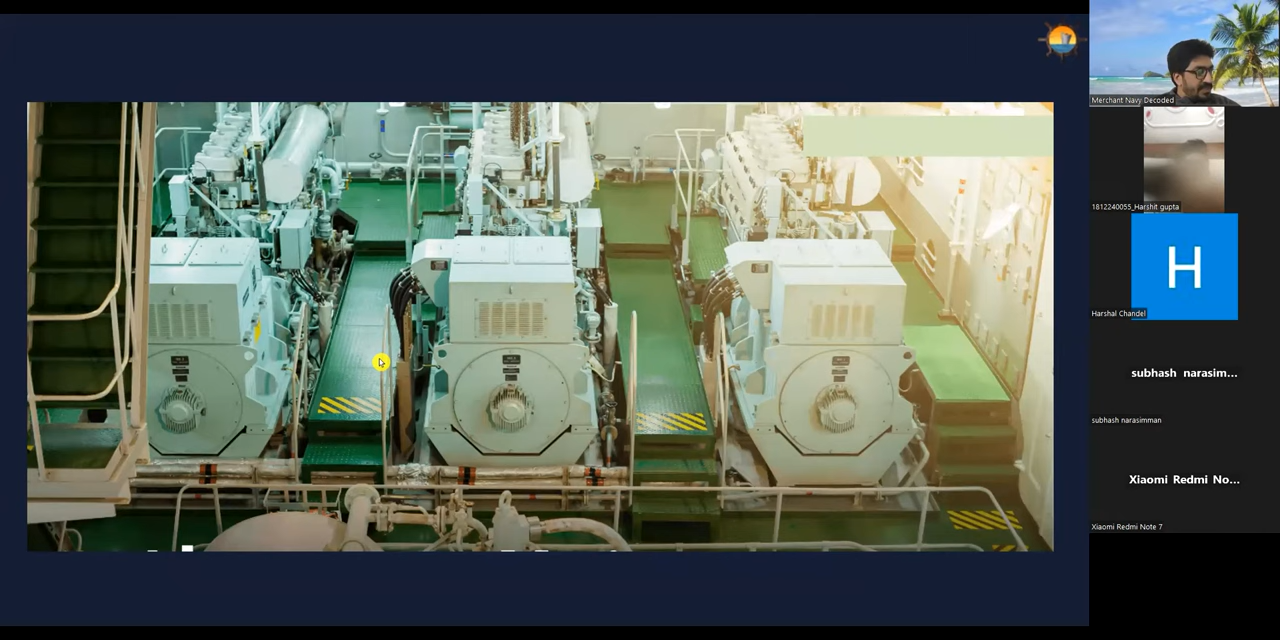 Merchant Navy Decoded
1812240055_Harshit gupta
H
Harshal Chandel
subhash narasim...
subhash narasimman
Xiaomi Redmi No...
Xiaomi Redmi Note 7